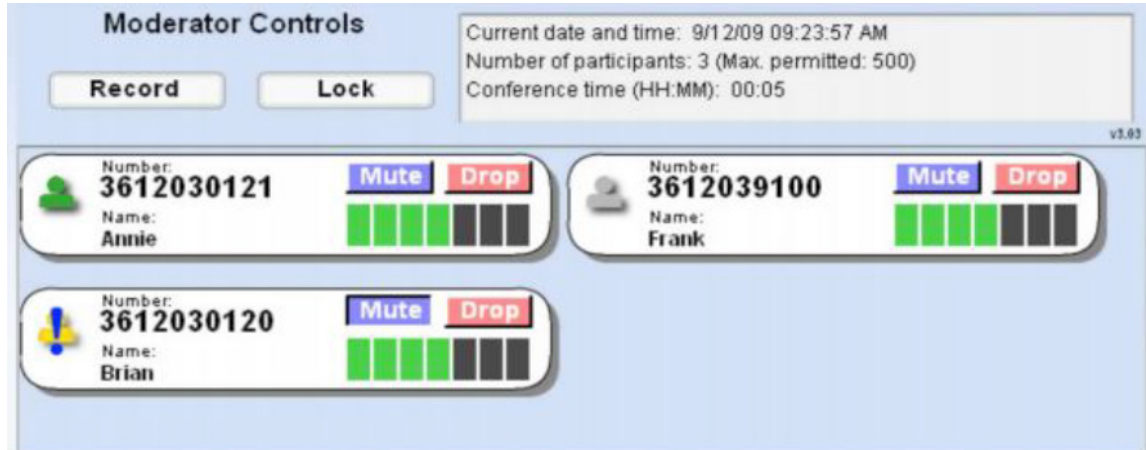 Moderator Controls
Record
Lock
Current date and time: 9/12/09 09:23:57 AM
Number of participants: 3 (Max. permitted: 500)
Conference time (HH:MM): 00:05
v3.03
Number:
3612030121
Mute
Drop
Name:
Annie
Number:
3612039100
Mute
Drop
Name:
Frank
Number:
3612030120
Mute
Drop
Name:
Brian